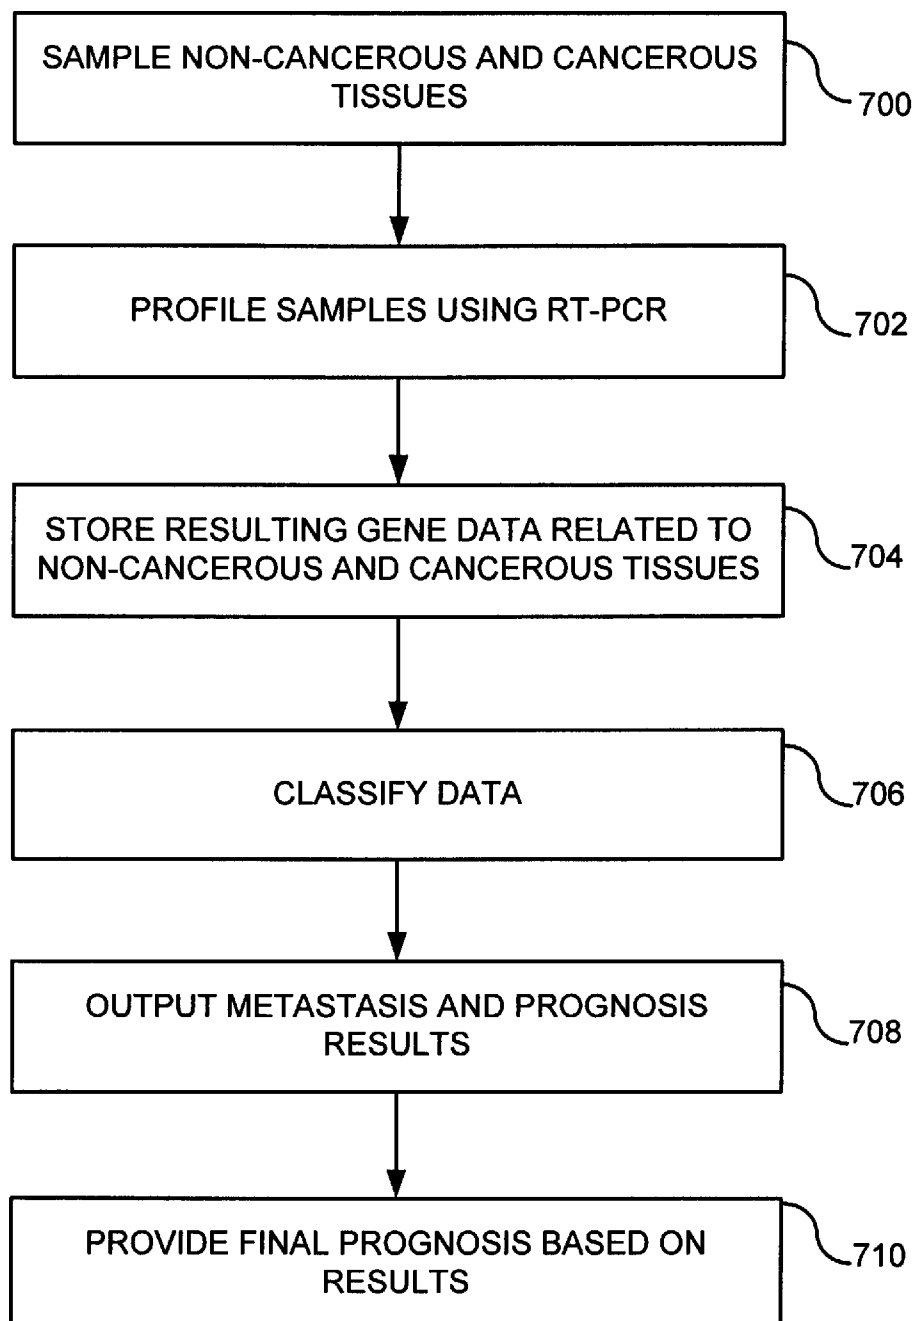 SAMPLE NON-CANCEROUS AND CANCEROUS
TISSUES
700
PROFILE SAMPLES USING RT-PCR
702
STORE RESULTING GENE DATA RELATED TO
NON-CANCEROUS AND CANCEROUS TISSUES
704
CLASSIFY DATA
706
OUTPUT METASTASIS AND PROGNOSIS
RESULTS
708
PROVIDE FINAL PROGNOSIS BASED ON
RESULTS
710